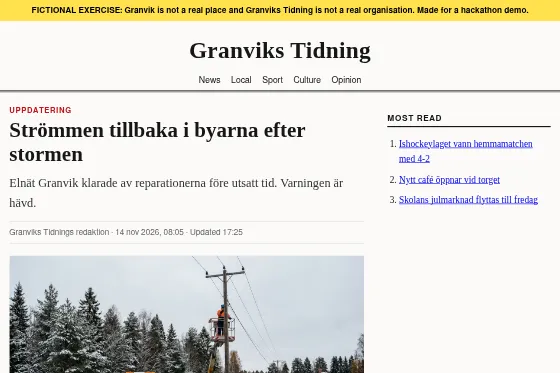 FICTIONAL EXERCISE: Granvik is not a real place and Granviks Tidning is not a real organisation. Made for a hackathon demo.
Granviks Tidning
News Local Sport Culture Opinion
UPPDATERING
Strömmen tillbaka i byarna efter
stormen
Elnät Granvik klarade av reparationerna före utsatt tid. Varningen är
hävd.
Granviks Tidnings redaktion · 14 nov 2026, 08:05 · Updated 17:25
MOST READ
1. Ishockeylaget vann hemmamatchen
med 4-2
2. Nytt café öppnar vid torget
3. Skolans julmarknad flyttas till fredag